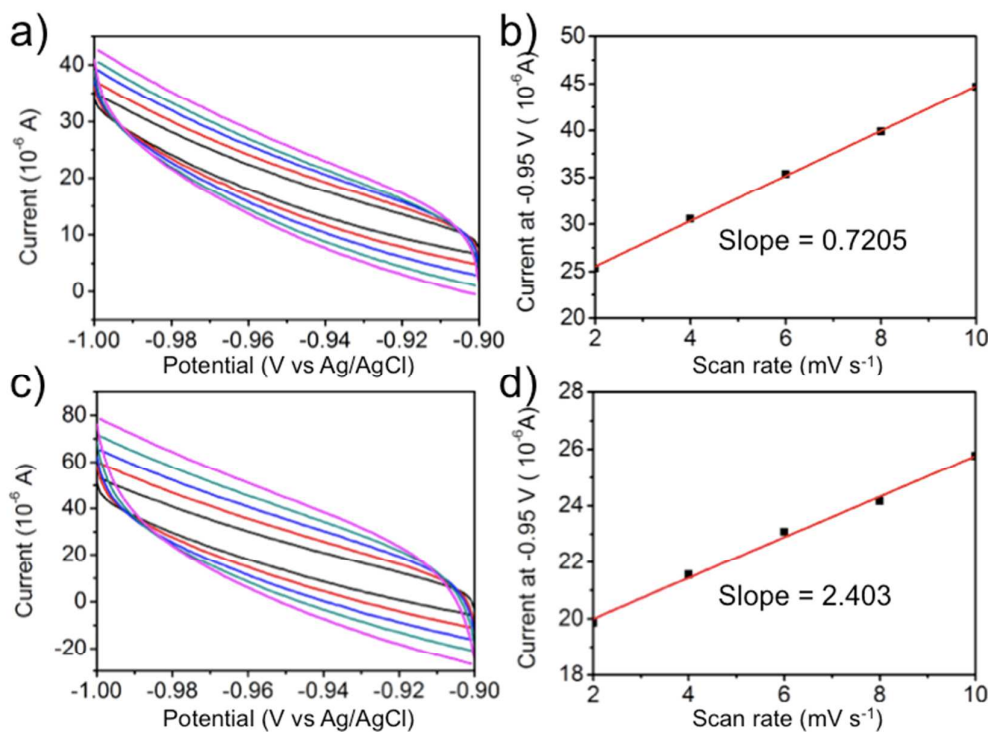 a)
Current (10⁻⁶ A)
40
30
20
10
0
-1.00 -0.98 -0.96 -0.94 -0.92 -0.90
Potential (V vs Ag/AgCl)
b)
Current at -0.95 V ( 10⁻⁶A)
50
45
40
35
30
25
20
Slope = 0.7205
2 4 6 8 10
Scan rate (mV s⁻¹)
c)
Current (10⁻⁶ A)
80
60
40
20
0
-20
-1.00 -0.98 -0.96 -0.94 -0.92 -0.90
Potential (V vs Ag/AgCl)
d)
Current at -0.95 V ( 10⁻⁶A)
28
26
24
22
20
18
Slope = 2.403
2 4 6 8 10
Scan rate (mV s⁻¹)